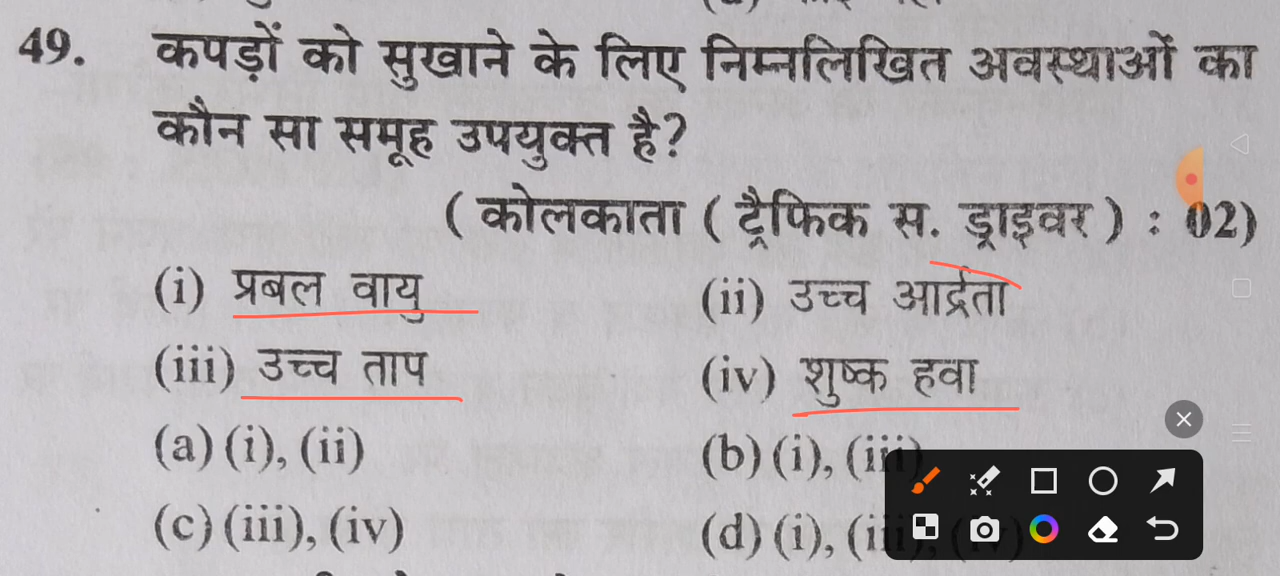 49. कपड़ों को सुखाने के लिए निम्नलिखित अवस्थाओं का
कौन सा समूह उपयुक्त है?
( कोलकाता ( ट्रैफिक स. ड्राइवर ) : 02)
(i) प्रबल वायु (ii) उच्च आर्द्रता
(iii) उच्च ताप (iv) शुष्क हवा
(a) (i), (ii) (b) (i), (iii)
(c) (iii), (iv) (d) (i), (iii), (iv)